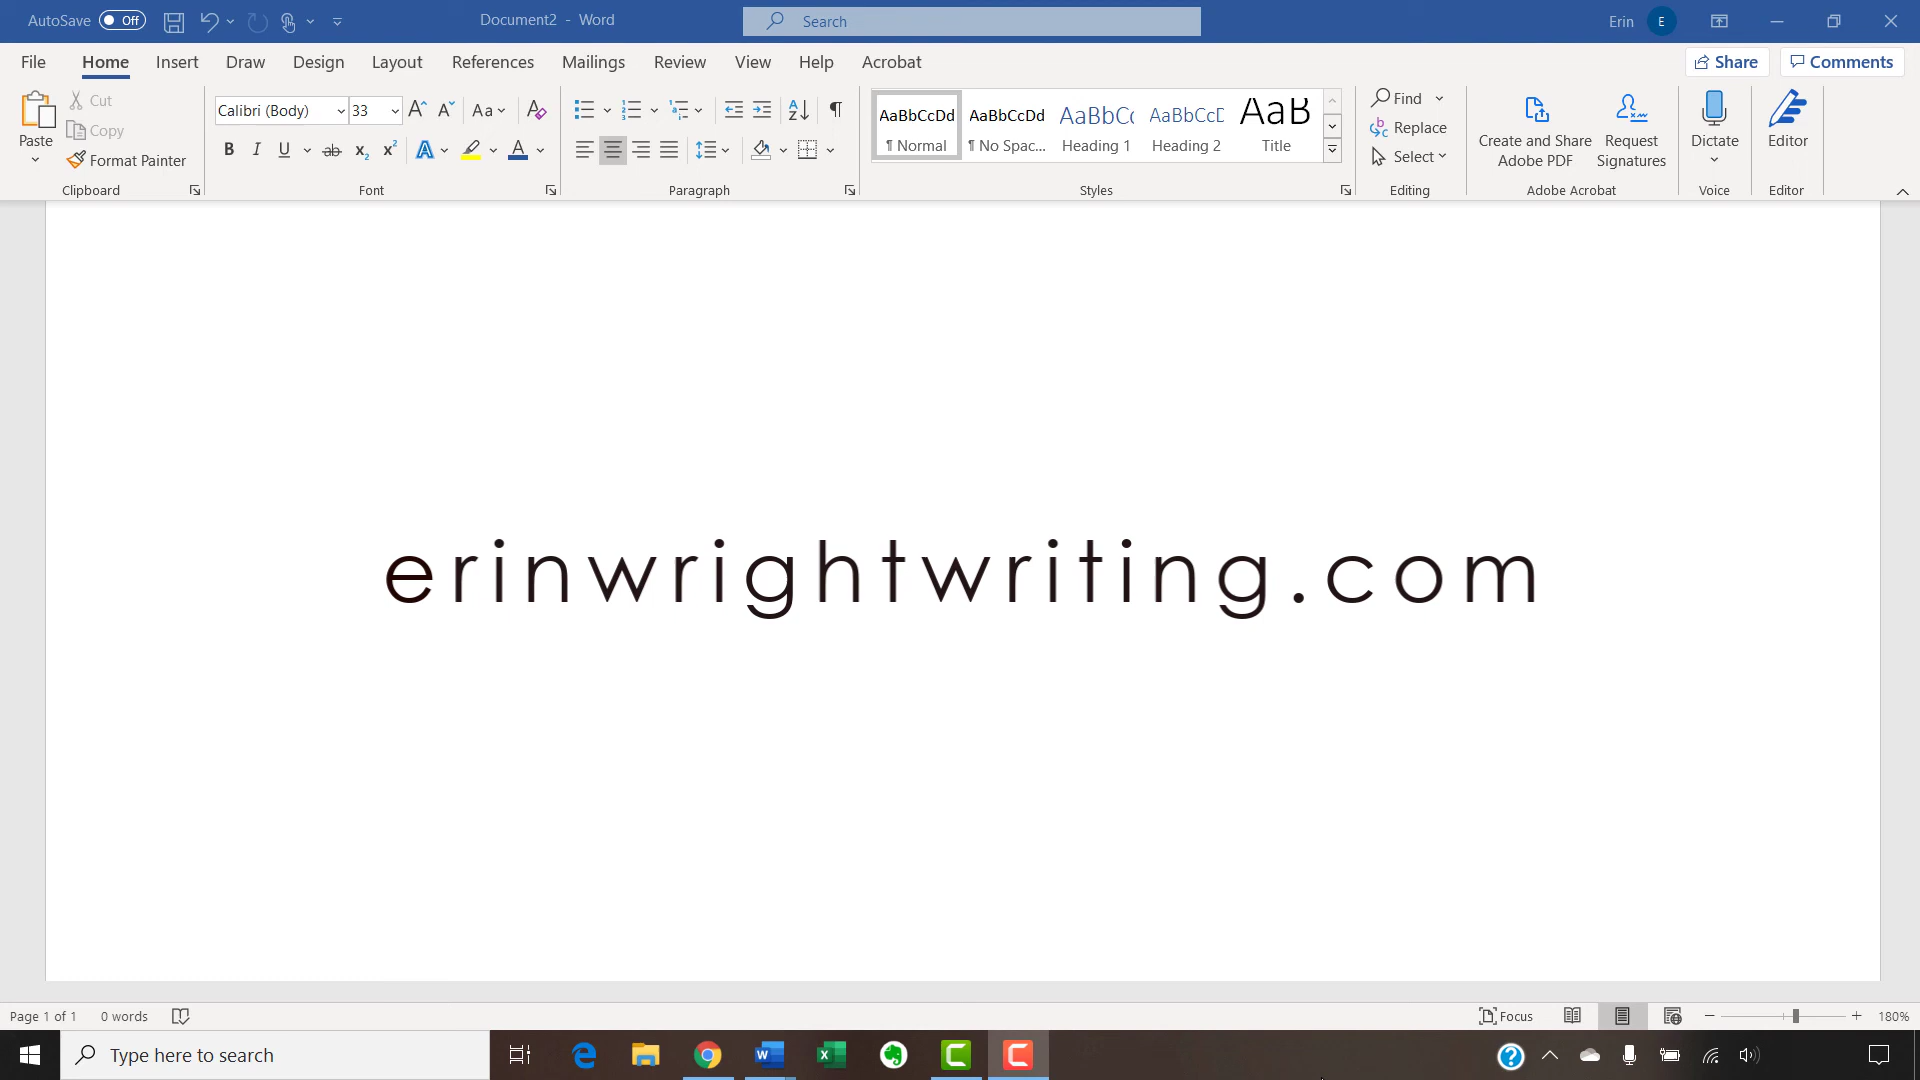 AutoSave Off Document2 - Word Search Erin E
File Home Insert Draw Design Layout References Mailings Review View Help Acrobat Share Comments
Paste Cut Copy Format Painter Clipboard
Calibri (Body) 33 Aa Font
Paragraph
AaBbCcDd AaBbCcDd AaBbCc AaBbCcD AaB
¶ Normal ¶ No Spac... Heading 1 Heading 2 Title
Styles
Find
Replace
Select
Editing
Create and Share Adobe PDF
Request Signatures
Adobe Acrobat
Dictate
Voice
Editor
Editor
erinwrightwriting.com
Page 1 of 1 0 words Focus 180%
Type here to search